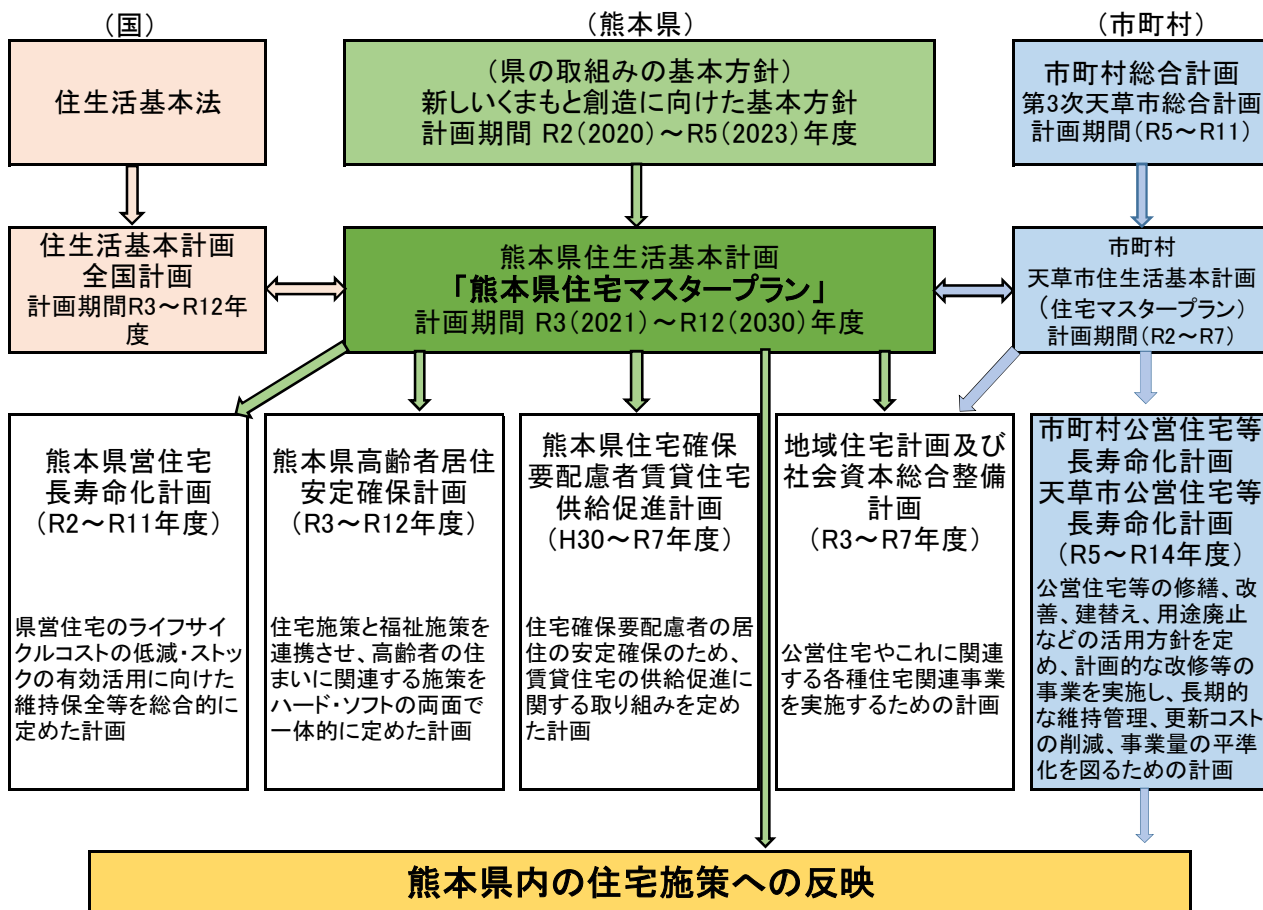 (国)
(熊本県)
(市町村)
住生活基本法
(県の取組みの基本方針)
新しいくまもと創造に向けた基本方針
計画期間 R2(2020)～R5(2023)年度
市町村総合計画
第3次天草市総合計画
計画期間(R5～R11)
住生活基本計画
全国計画
計画期間R3～R12年
度
熊本県住生活基本計画
「熊本県住宅マスタープラン」
計画期間 R3(2021)～R12(2030)年度
市町村
天草市住生活基本計画
(住宅マスタープラン)
計画期間(R2～R7)
熊本県営住宅
長寿命化計画
(R2～R11年度)
県営住宅のライフサイ
クルコストの低減・ストッ
クの有効活用に向けた
維持保全等を総合的に
定めた計画
熊本県高齢者居住
安定確保計画
(R3～R12年度)
住宅施策と福祉施策を
連携させ、高齢者の住
まいに関連する施策を
ハード・ソフトの両面で
一体的に定めた計画
熊本県住宅確保
要配慮者賃貸住宅
供給促進計画
(H30～R7年度)
住宅確保要配慮者の居
住の安定確保のため、
賃貸住宅の供給促進に
関する取り組みを定め
た計画
地域住宅計画及び
社会資本総合整備
計画
(R3～R7年度)
公営住宅やこれに関連
する各種住宅関連事業
を実施するための計画
市町村公営住宅等
長寿命化計画
天草市公営住宅等
長寿命化計画
(R5～R14年度)
公営住宅等の修繕、改
善、建替え、用途廃止
などの活用方針を定
め、計画的な改修等の
事業を実施し、長期的
な維持管理、更新コスト
の削減、事業量の平準
化を図るための計画
熊本県内の住宅施策への反映